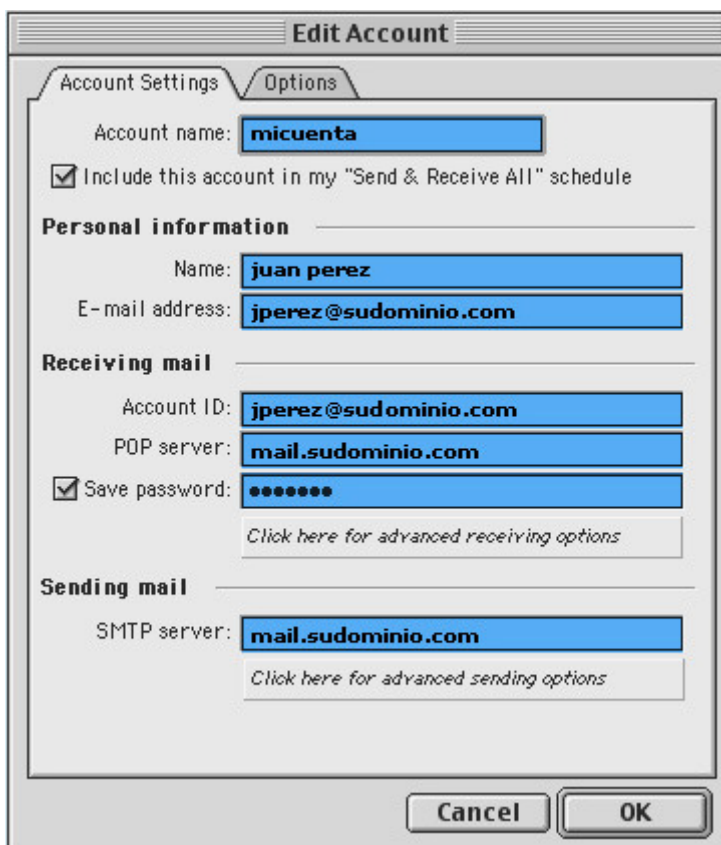 Edit Account
Account Settings Options
Account name: micuenta
Include this account in my "Send & Receive All" schedule
Personal information
Name: juan perez
E-mail address: jperez@sudominio.com
Receiving mail
Account ID: jperez@sudominio.com
POP server: mail.sudominio.com
Save password: •••••••
Click here for advanced receiving options
Sending mail
SMTP server: mail.sudominio.com
Click here for advanced sending options
Cancel OK